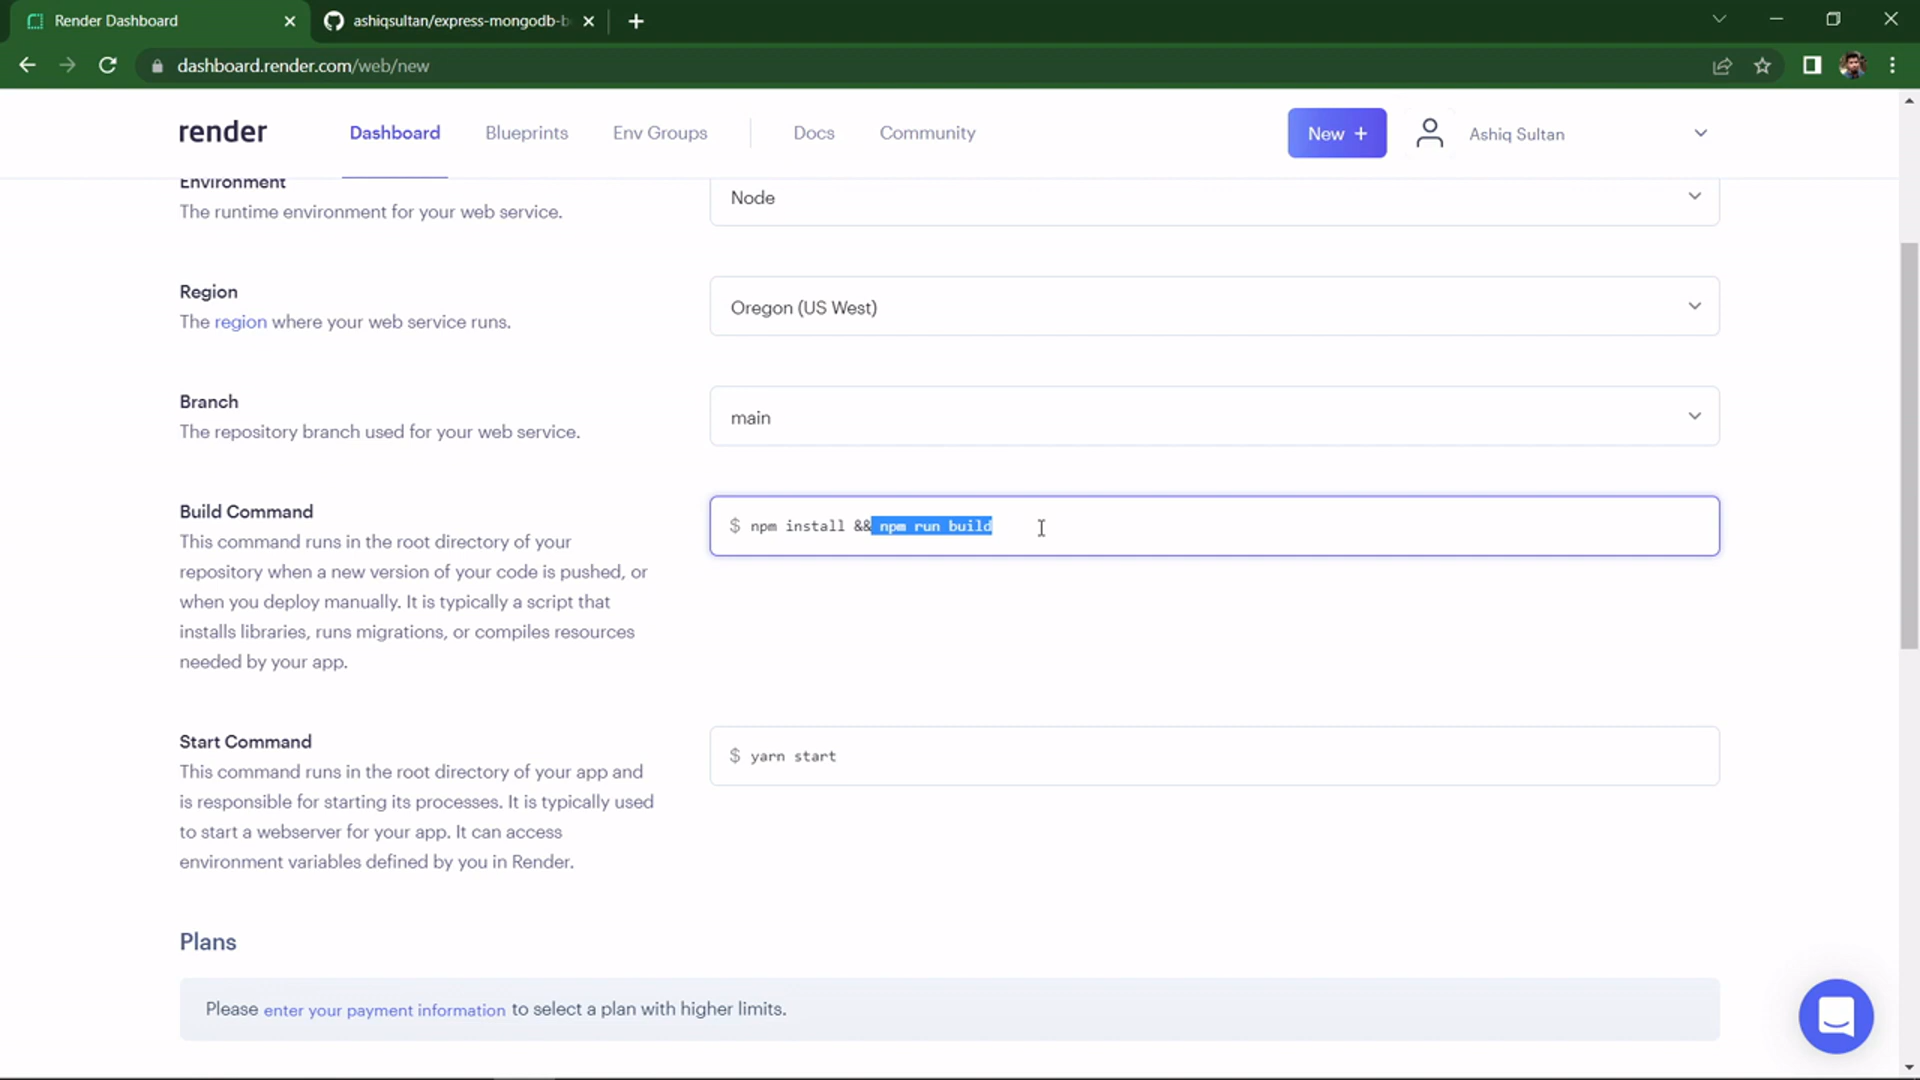 Render Dashboard
ashiqsultan/express-mongodb-b
dashboard.render.com/web/new
render
Dashboard
Blueprints
Env Groups
Docs
Community
New +
Ashiq Sultan
Environment
The runtime environment for your web service.
Node
Region
The region where your web service runs.
Oregon (US West)
Branch
The repository branch used for your web service.
main
Build Command
This command runs in the root directory of your
repository when a new version of your code is pushed, or
when you deploy manually. It is typically a script that
installs libraries, runs migrations, or compiles resources
needed by your app.
$ npm install && npm run build
Start Command
This command runs in the root directory of your app and
is responsible for starting its processes. It is typically used
to start a webserver for your app. It can access
environment variables defined by you in Render.
$ yarn start
Plans
Please enter your payment information to select a plan with higher limits.